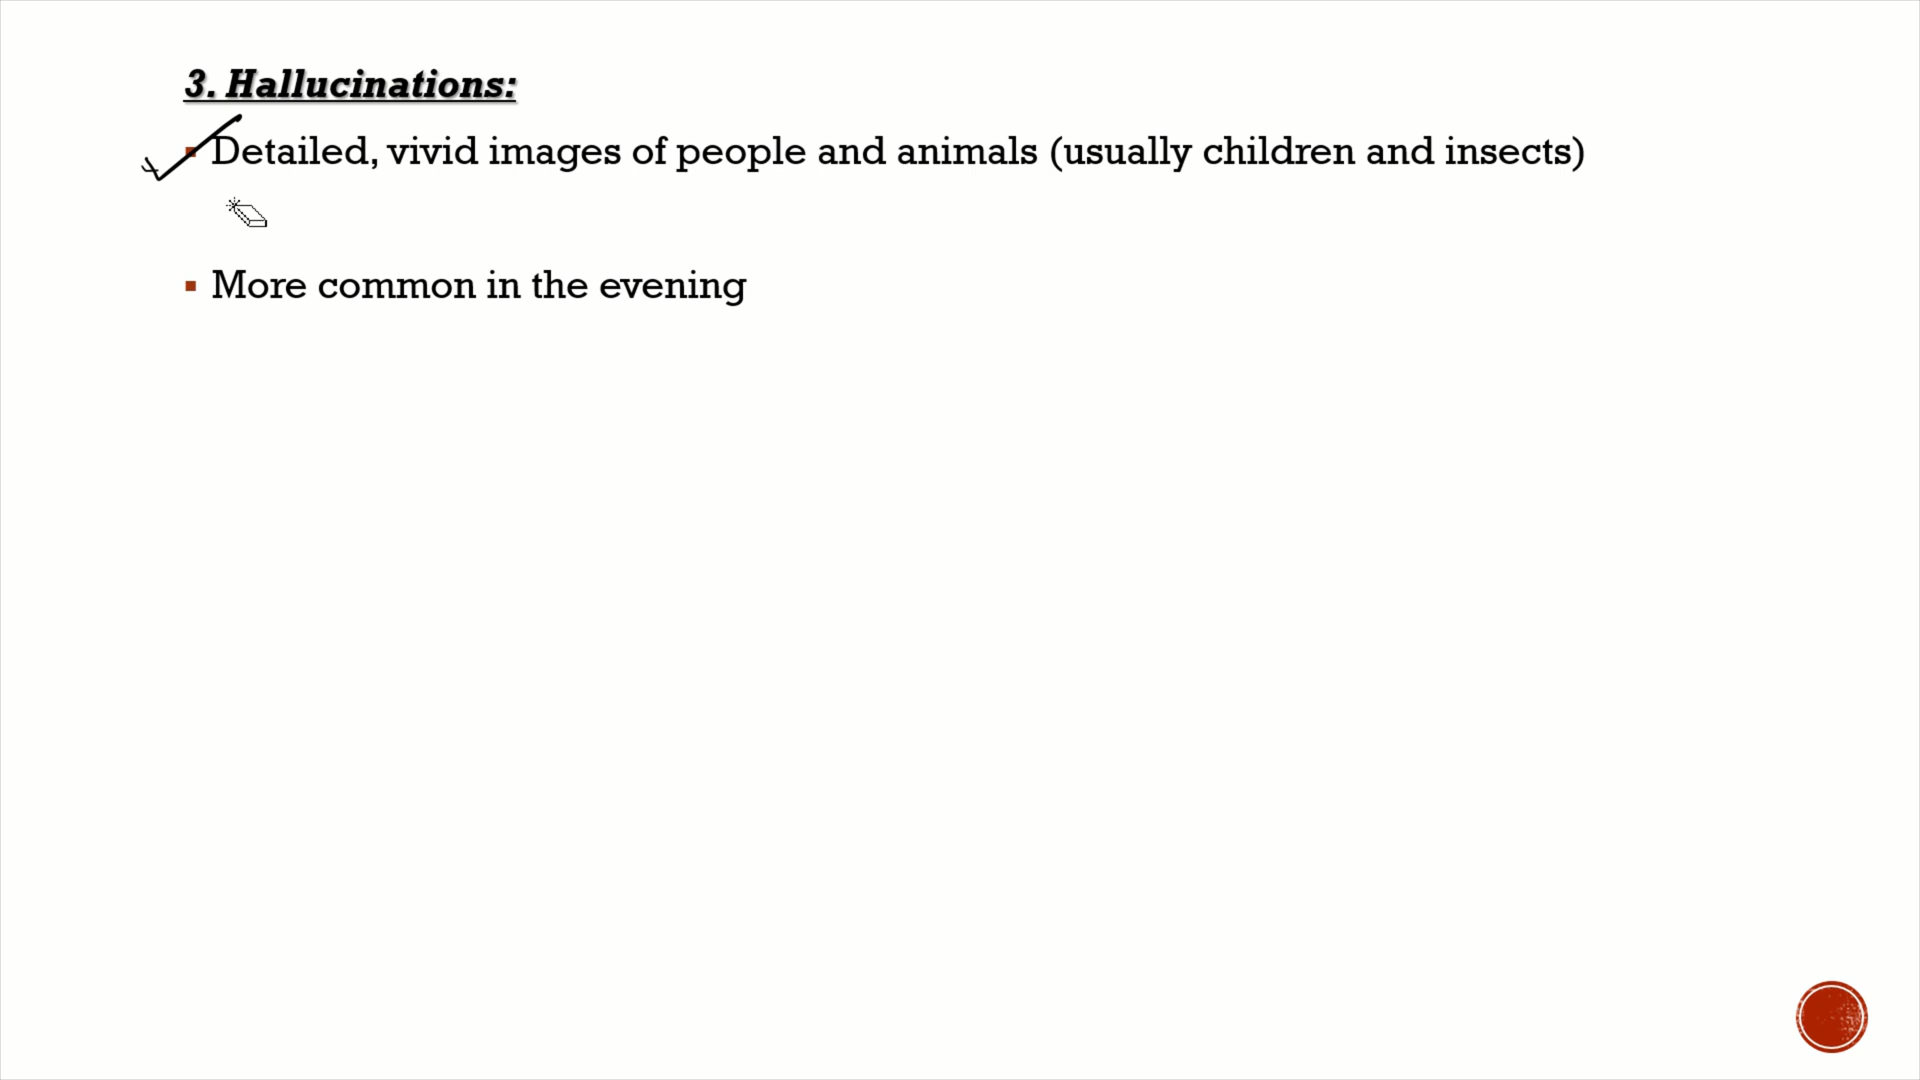 3. Hallucinations:
Detailed, vivid images of people and animals (usually children and insects)
More common in the evening